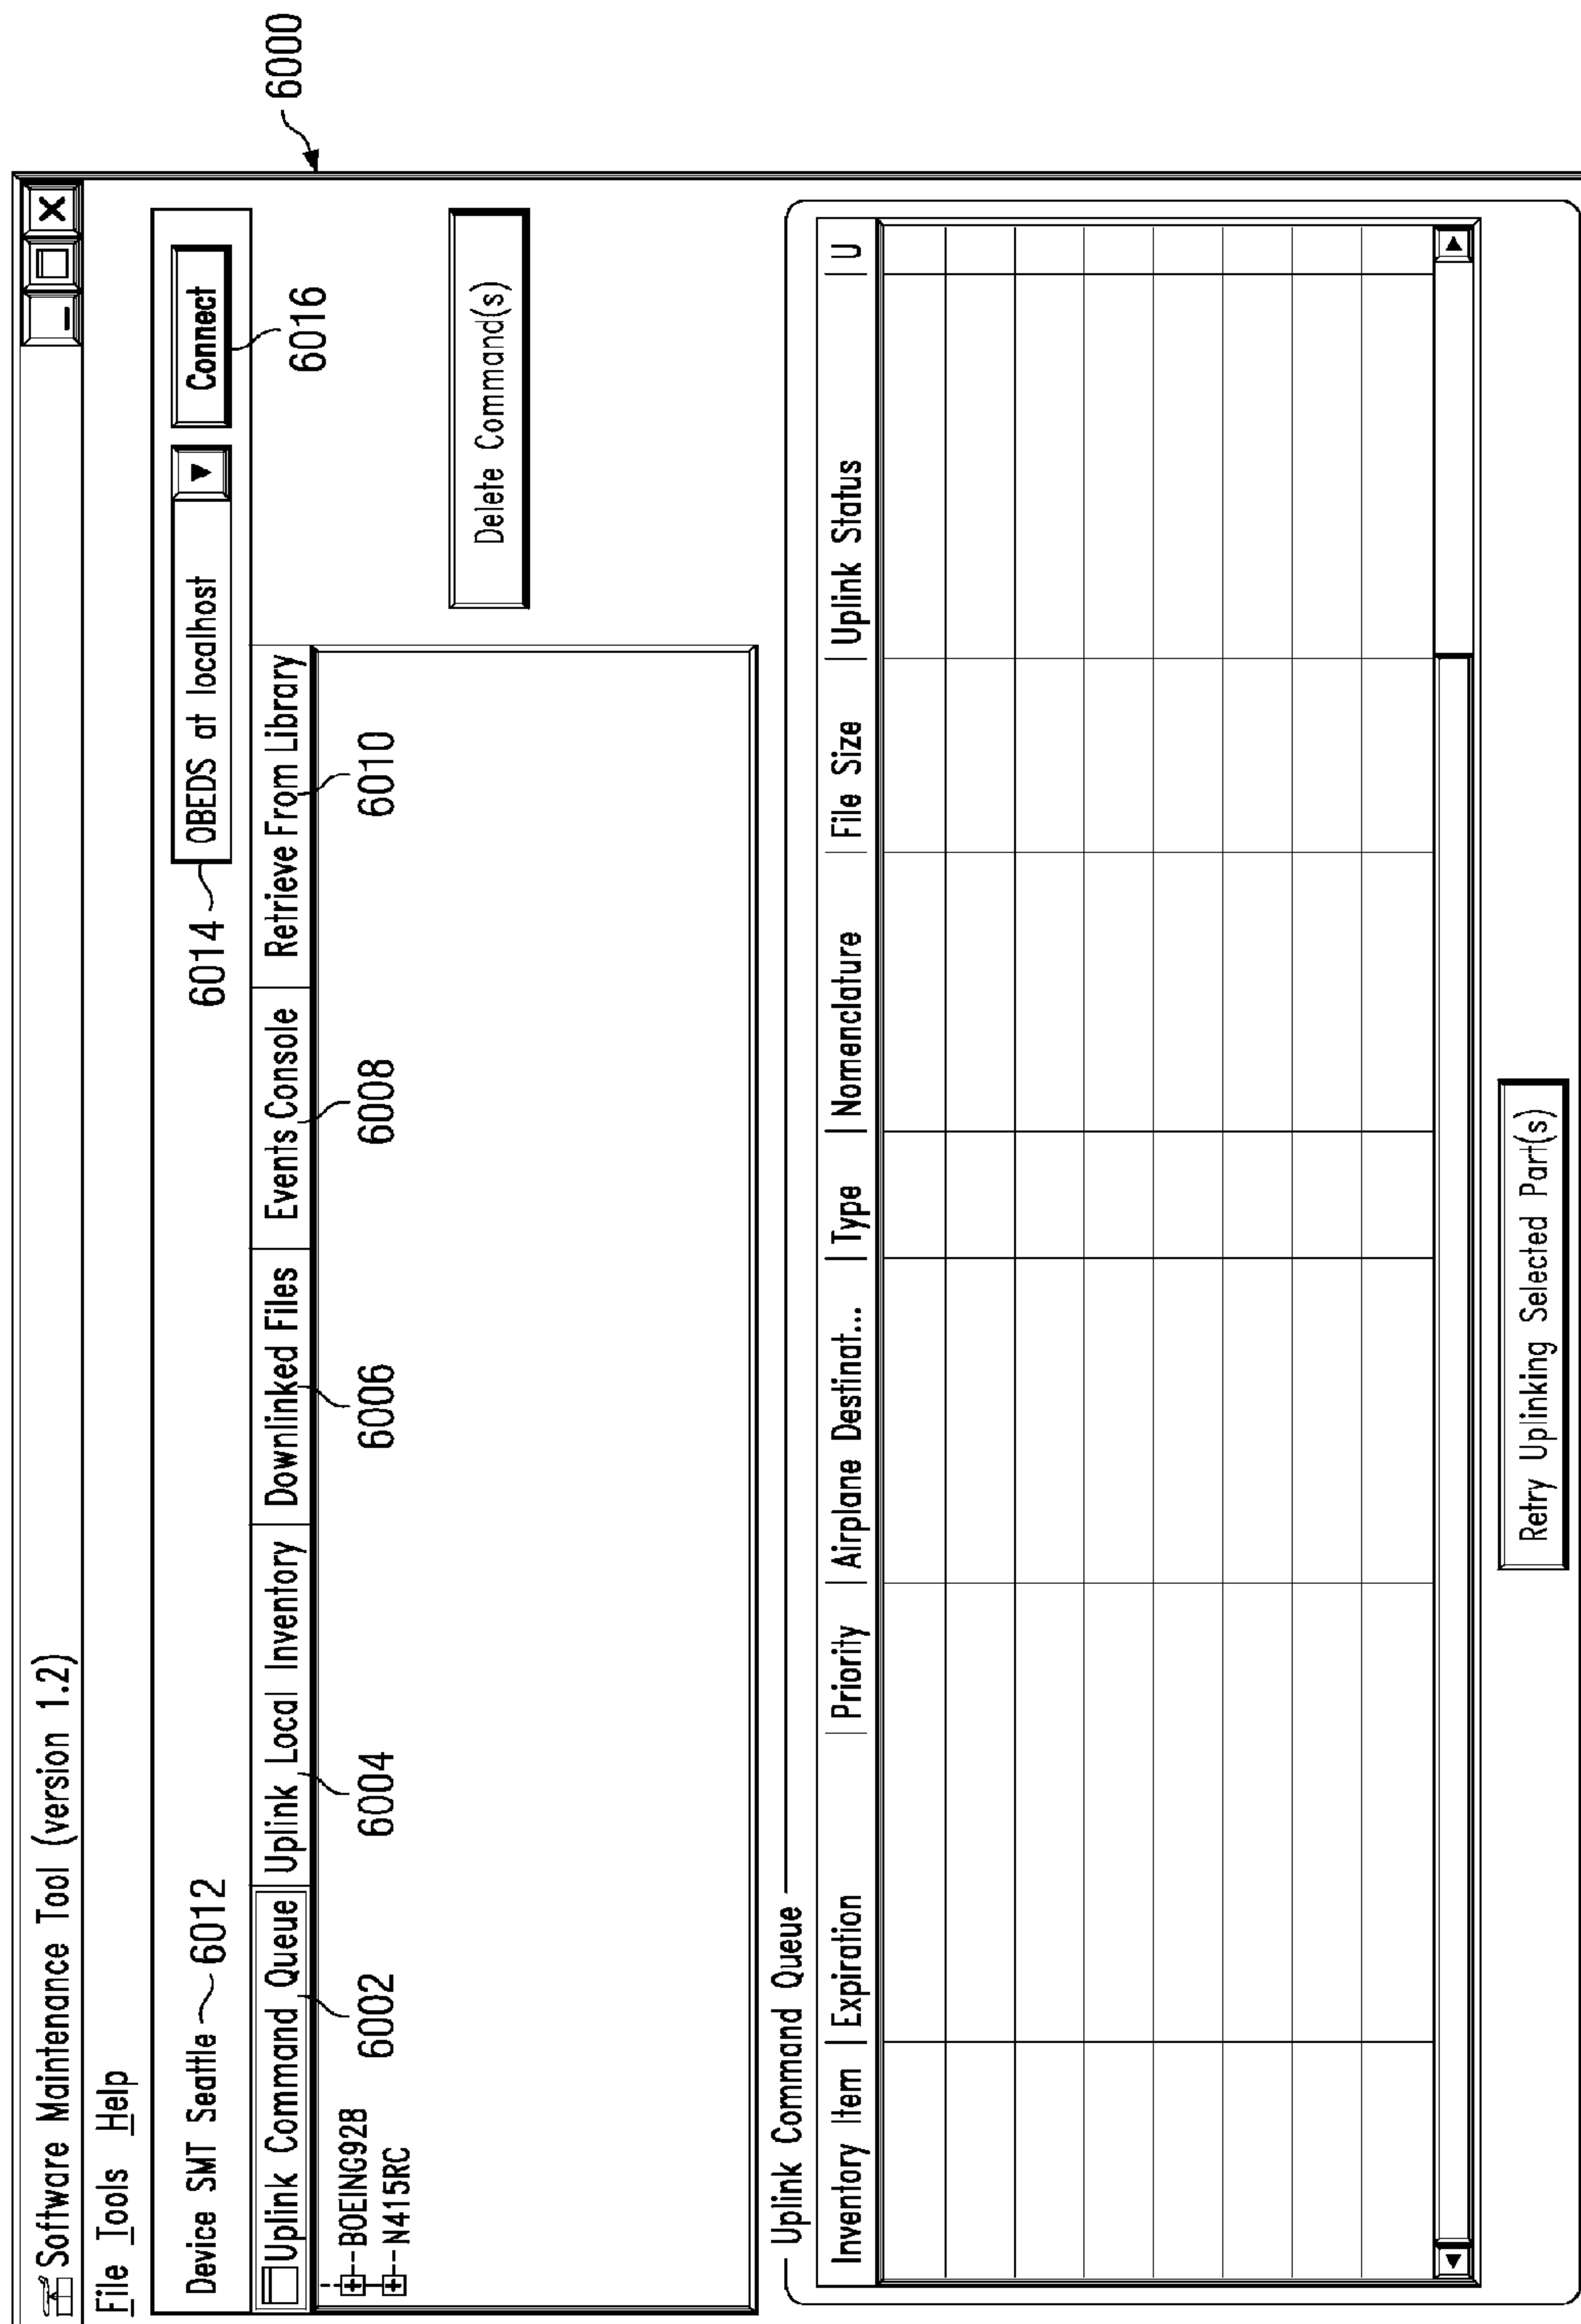 Software Maintenance Tool (version 1.2)
File Tools Help
6000
Device SMT Seattle 6012
6014 OBEDS at localhost
Connect
6016
Uplink Command Queue
Uplink Local Inventory
Downlinked Files
Events Console
Retrieve From Library
6002
6004
6006
6008
6010
BOEING928
N415RC
Delete Command(s)
Uplink Command Queue
Inventory Item Expiration Priority Airplane Destinat... Type Nomenclature File Size Uplink Status U
Retry Uplinking Selected Part(s)